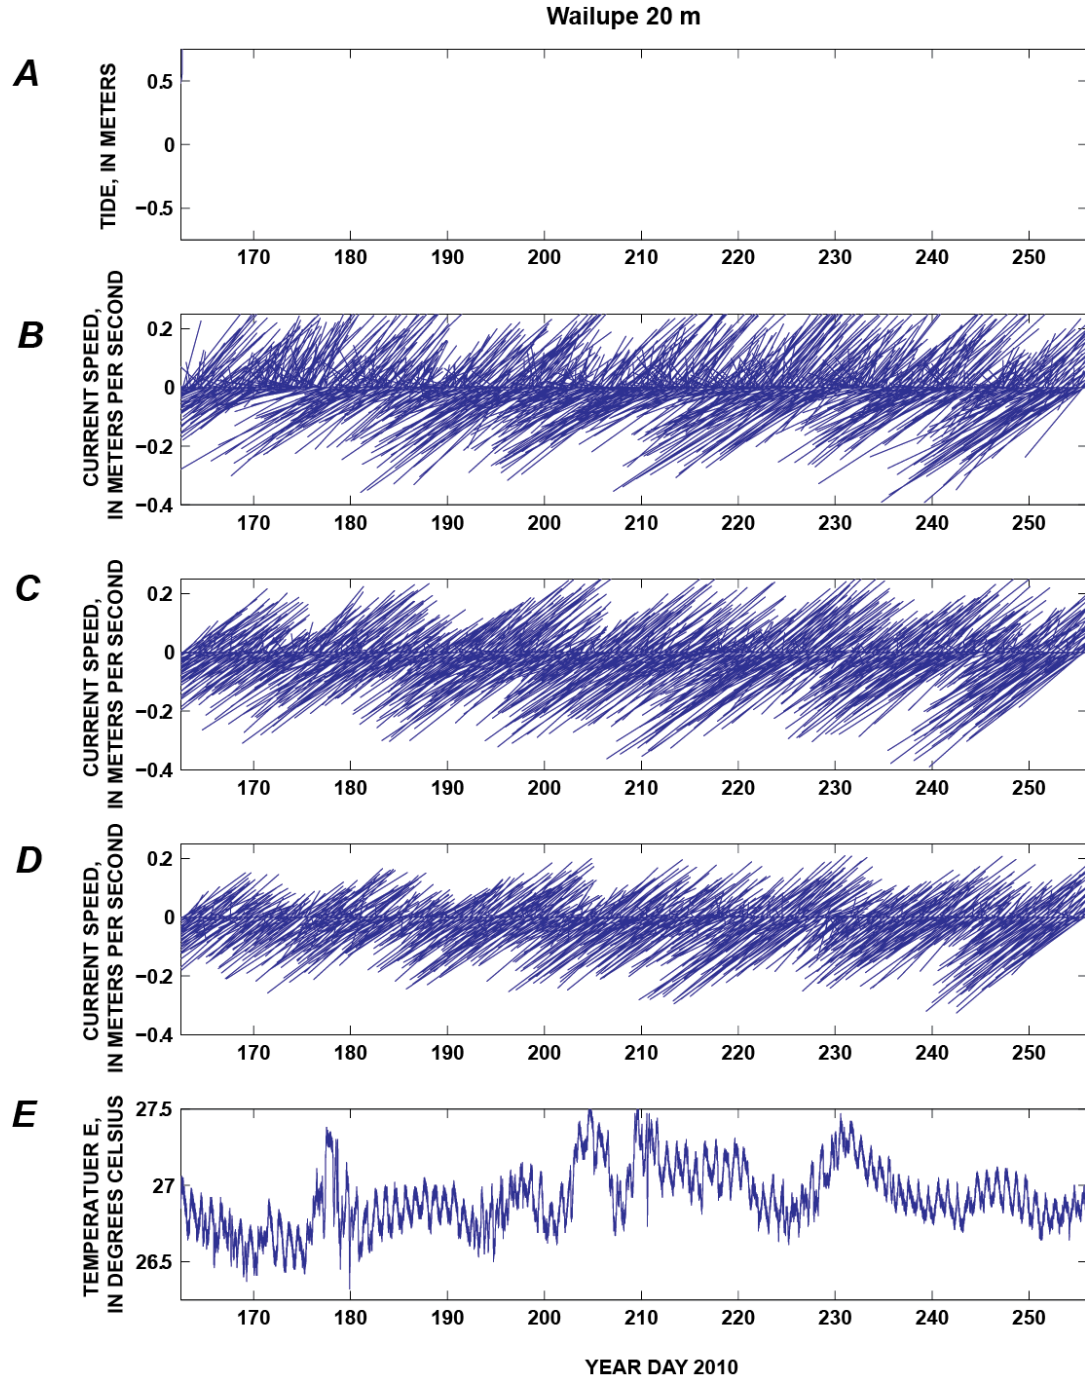 Wailupe 20 m
A
TIDE, IN METERS
0.5
0
−0.5
170 180 190 200 210 220 230 240 250
B
CURRENT SPEED,
IN METERS PER SECOND
0.2
0
−0.2
−0.4
170 180 190 200 210 220 230 240 250
C
CURRENT SPEED,
IN METERS PER SECOND
0.2
0
−0.2
−0.4
170 180 190 200 210 220 230 240 250
D
CURRENT SPEED,
IN METERS PER SECOND
0.2
0
−0.2
−0.4
170 180 190 200 210 220 230 240 250
E
TEMPERATUER E,
IN DEGREES CELSIUS
27.5
27
26.5
170 180 190 200 210 220 230 240 250
YEAR DAY 2010